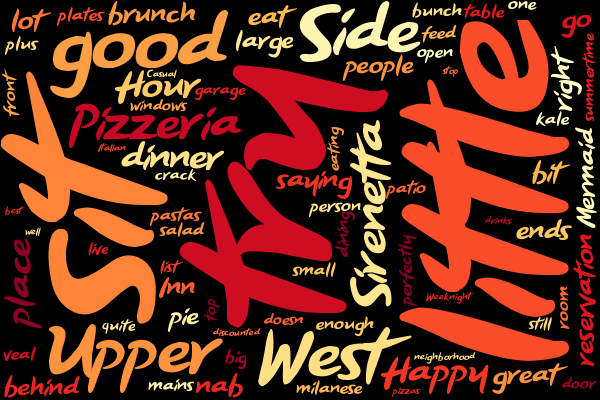 lot
plates
brunch
eat
Side
bunch
table
one
go
plus
good
large
feed
open
people
stop
right
summertime
front
Casual
Hour
garage
windows
try
little
kale
Pizzeria
Italian
dinner
crack
eating
Sirenetta
Mermaid
sit
saying
patio
bit
best
pastas
salad
person
dining
drinks
ends
well
live
place
list
Inn
small
perfectly
Weeknight
reservation
room
top
pie
quite
discounted
doesn
enough
still
veal
Upper
big
West
neighborhood
Happy
great
door
behind
mains
nab
milanese
pizzas